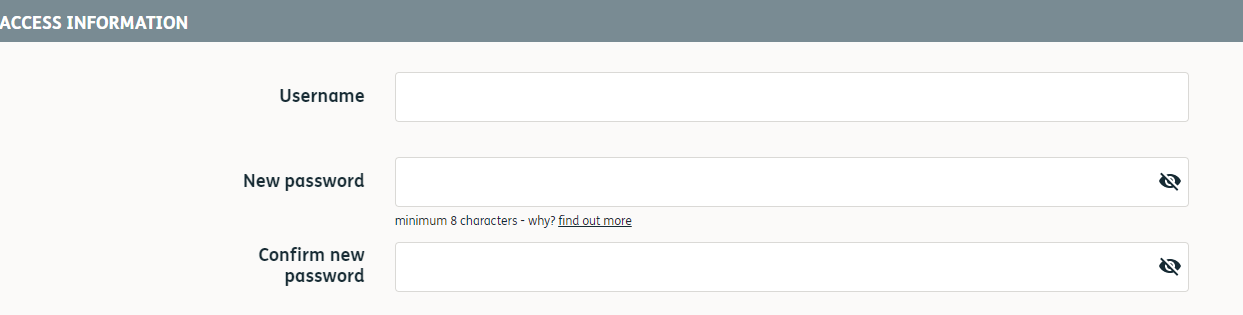 ACCESS INFORMATION
Username
New password
minimum 8 characters - why? find out more
Confirm new
password